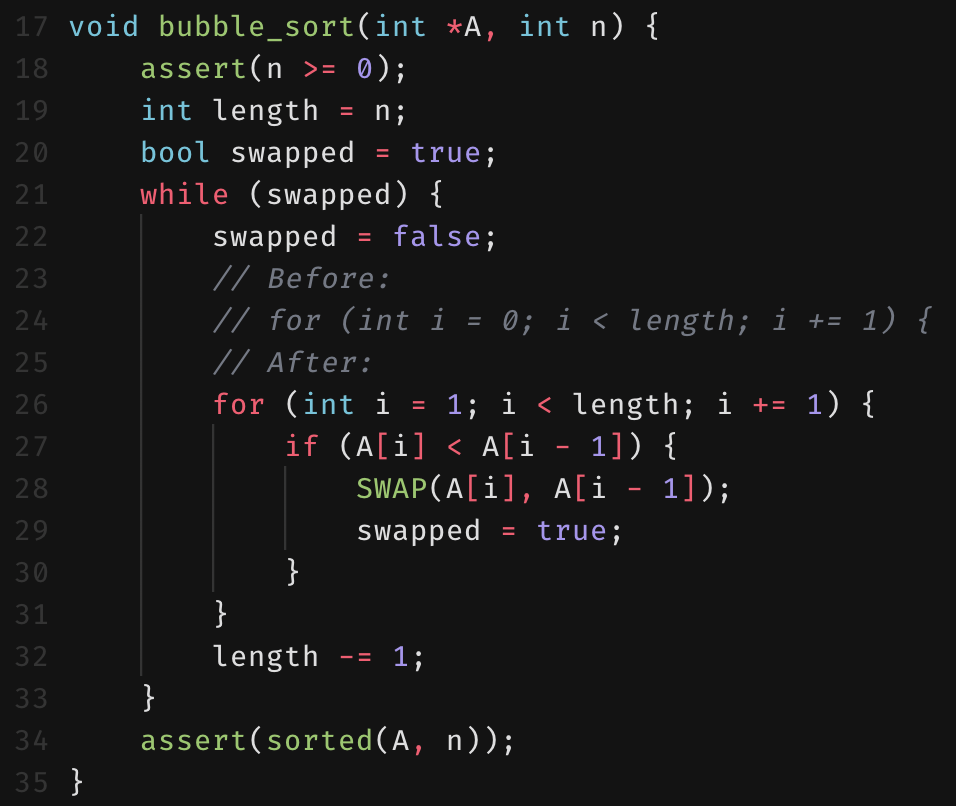 17 void bubble_sort(int *A, int n) {
18     assert(n >= 0);
19     int length = n;
20     bool swapped = true;
21     while (swapped) {
22         swapped = false;
23         // Before:
24         // for (int i = 0; i < length; i += 1) {
25         // After:
26         for (int i = 1; i < length; i += 1) {
27             if (A[i] < A[i - 1]) {
28                 SWAP(A[i], A[i - 1]);
29                 swapped = true;
30             }
31         }
32         length -= 1;
33     }
34     assert(sorted(A, n));
35 }